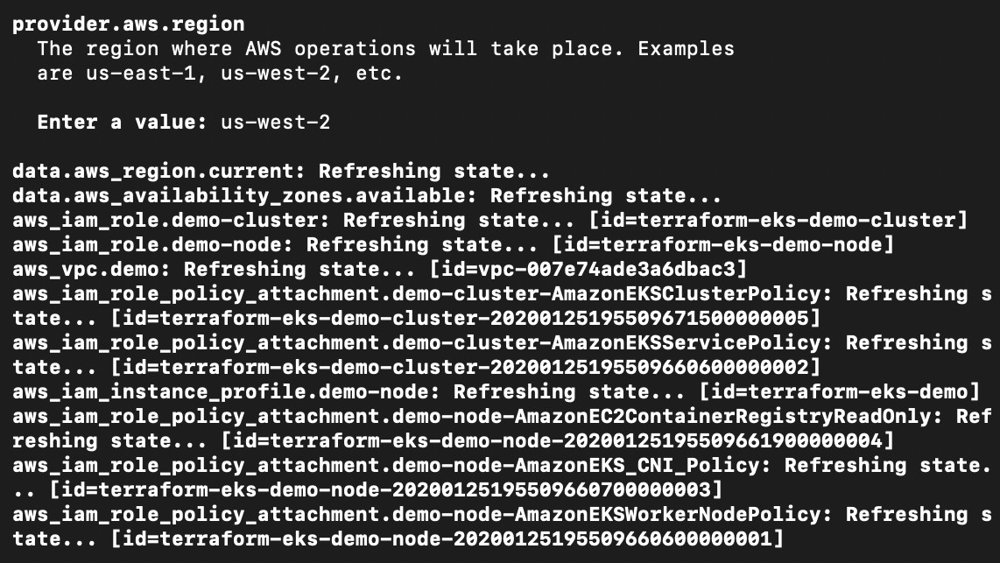 provider.aws.region
The region where AWS operations will take place. Examples
are us-east-1, us-west-2, etc.
Enter a value: us-west-2
data.aws_region.current: Refreshing state...
data.aws_availability_zones.available: Refreshing state...
aws_iam_role.demo-cluster: Refreshing state... [id=terraform-eks-demo-cluster]
aws_iam_role.demo-node: Refreshing state... [id=terraform-eks-demo-node]
aws_vpc.demo: Refreshing state... [id=vpc-007e74ade3a6dbac3]
aws_iam_role_policy_attachment.demo-cluster-AmazonEKSClusterPolicy: Refreshing s
tate... [id=terraform-eks-demo-cluster-20200125195509671500000005]
aws_iam_role_policy_attachment.demo-cluster-AmazonEKSServicePolicy: Refreshing s
tate... [id=terraform-eks-demo-cluster-20200125195509660600000002]
aws_iam_instance_profile.demo-node: Refreshing state... [id=terraform-eks-demo]
aws_iam_role_policy_attachment.demo-node-AmazonEC2ContainerRegistryReadOnly: Ref
reshing state... [id=terraform-eks-demo-node-20200125195509661900000004]
aws_iam_role_policy_attachment.demo-node-AmazonEKS_CNI_Policy: Refreshing state.
.. [id=terraform-eks-demo-node-20200125195509660700000003]
aws_iam_role_policy_attachment.demo-node-AmazonEKSWorkerNodePolicy: Refreshing s
tate... [id=terraform-eks-demo-node-20200125195509660600000001]